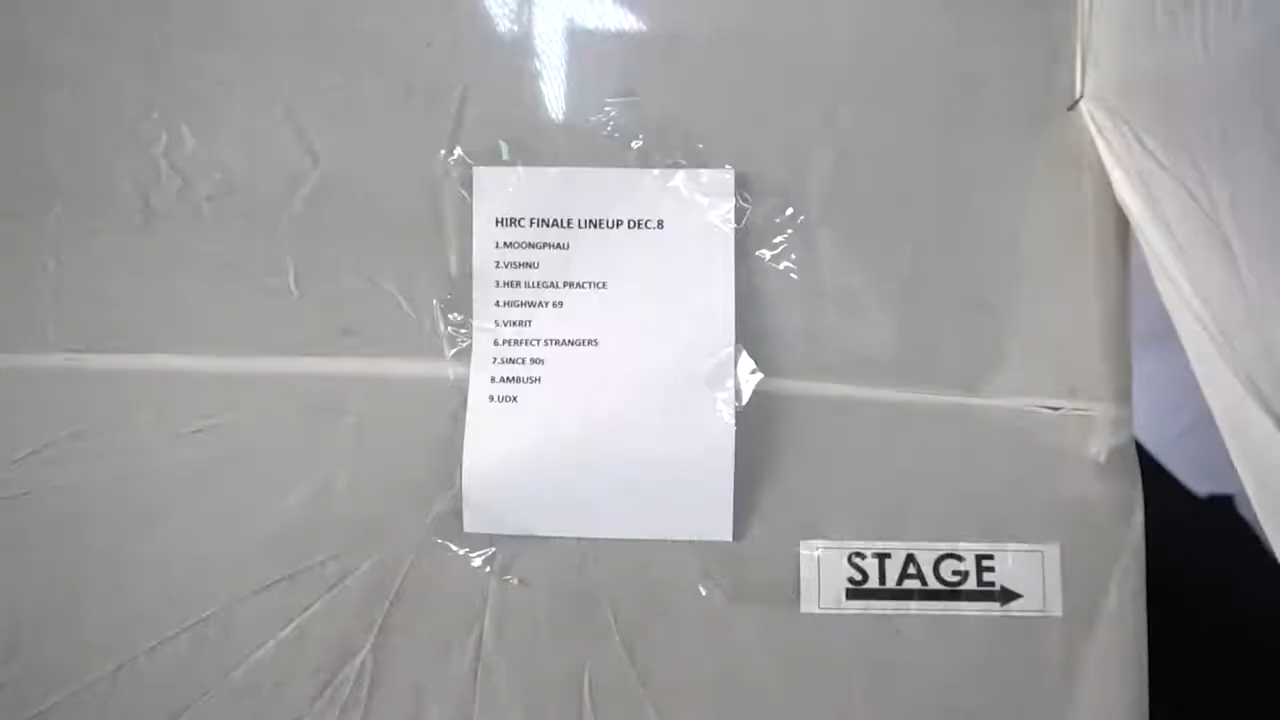 HIRC FINALE LINEUP DEC.8
1.MOONGPHALI
2.VISHNU
3.HER ILLEGAL PRACTICE
4.HIGHWAY 69
5.VIKRIT
6.PERFECT STRANGERS
7.SINCE 90s
8.AMBUSH
9.UDX
STAGE